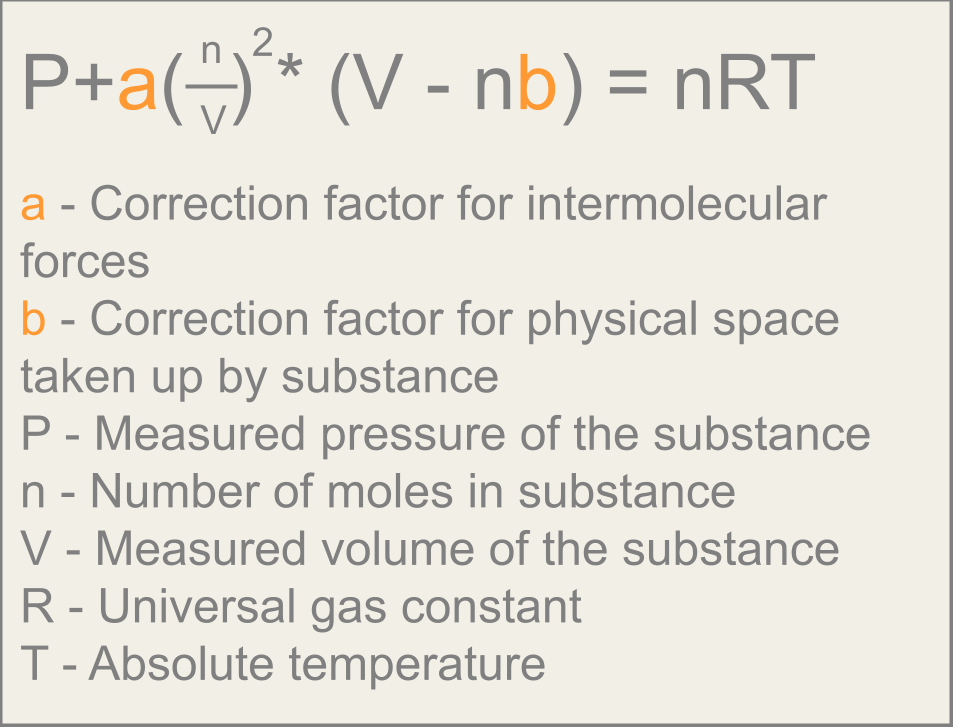 P+a(n/V)²* (V - nb) = nRT
a - Correction factor for intermolecular
forces
b - Correction factor for physical space
taken up by substance
P - Measured pressure of the substance
n - Number of moles in substance
V - Measured volume of the substance
R - Universal gas constant
T - Absolute temperature